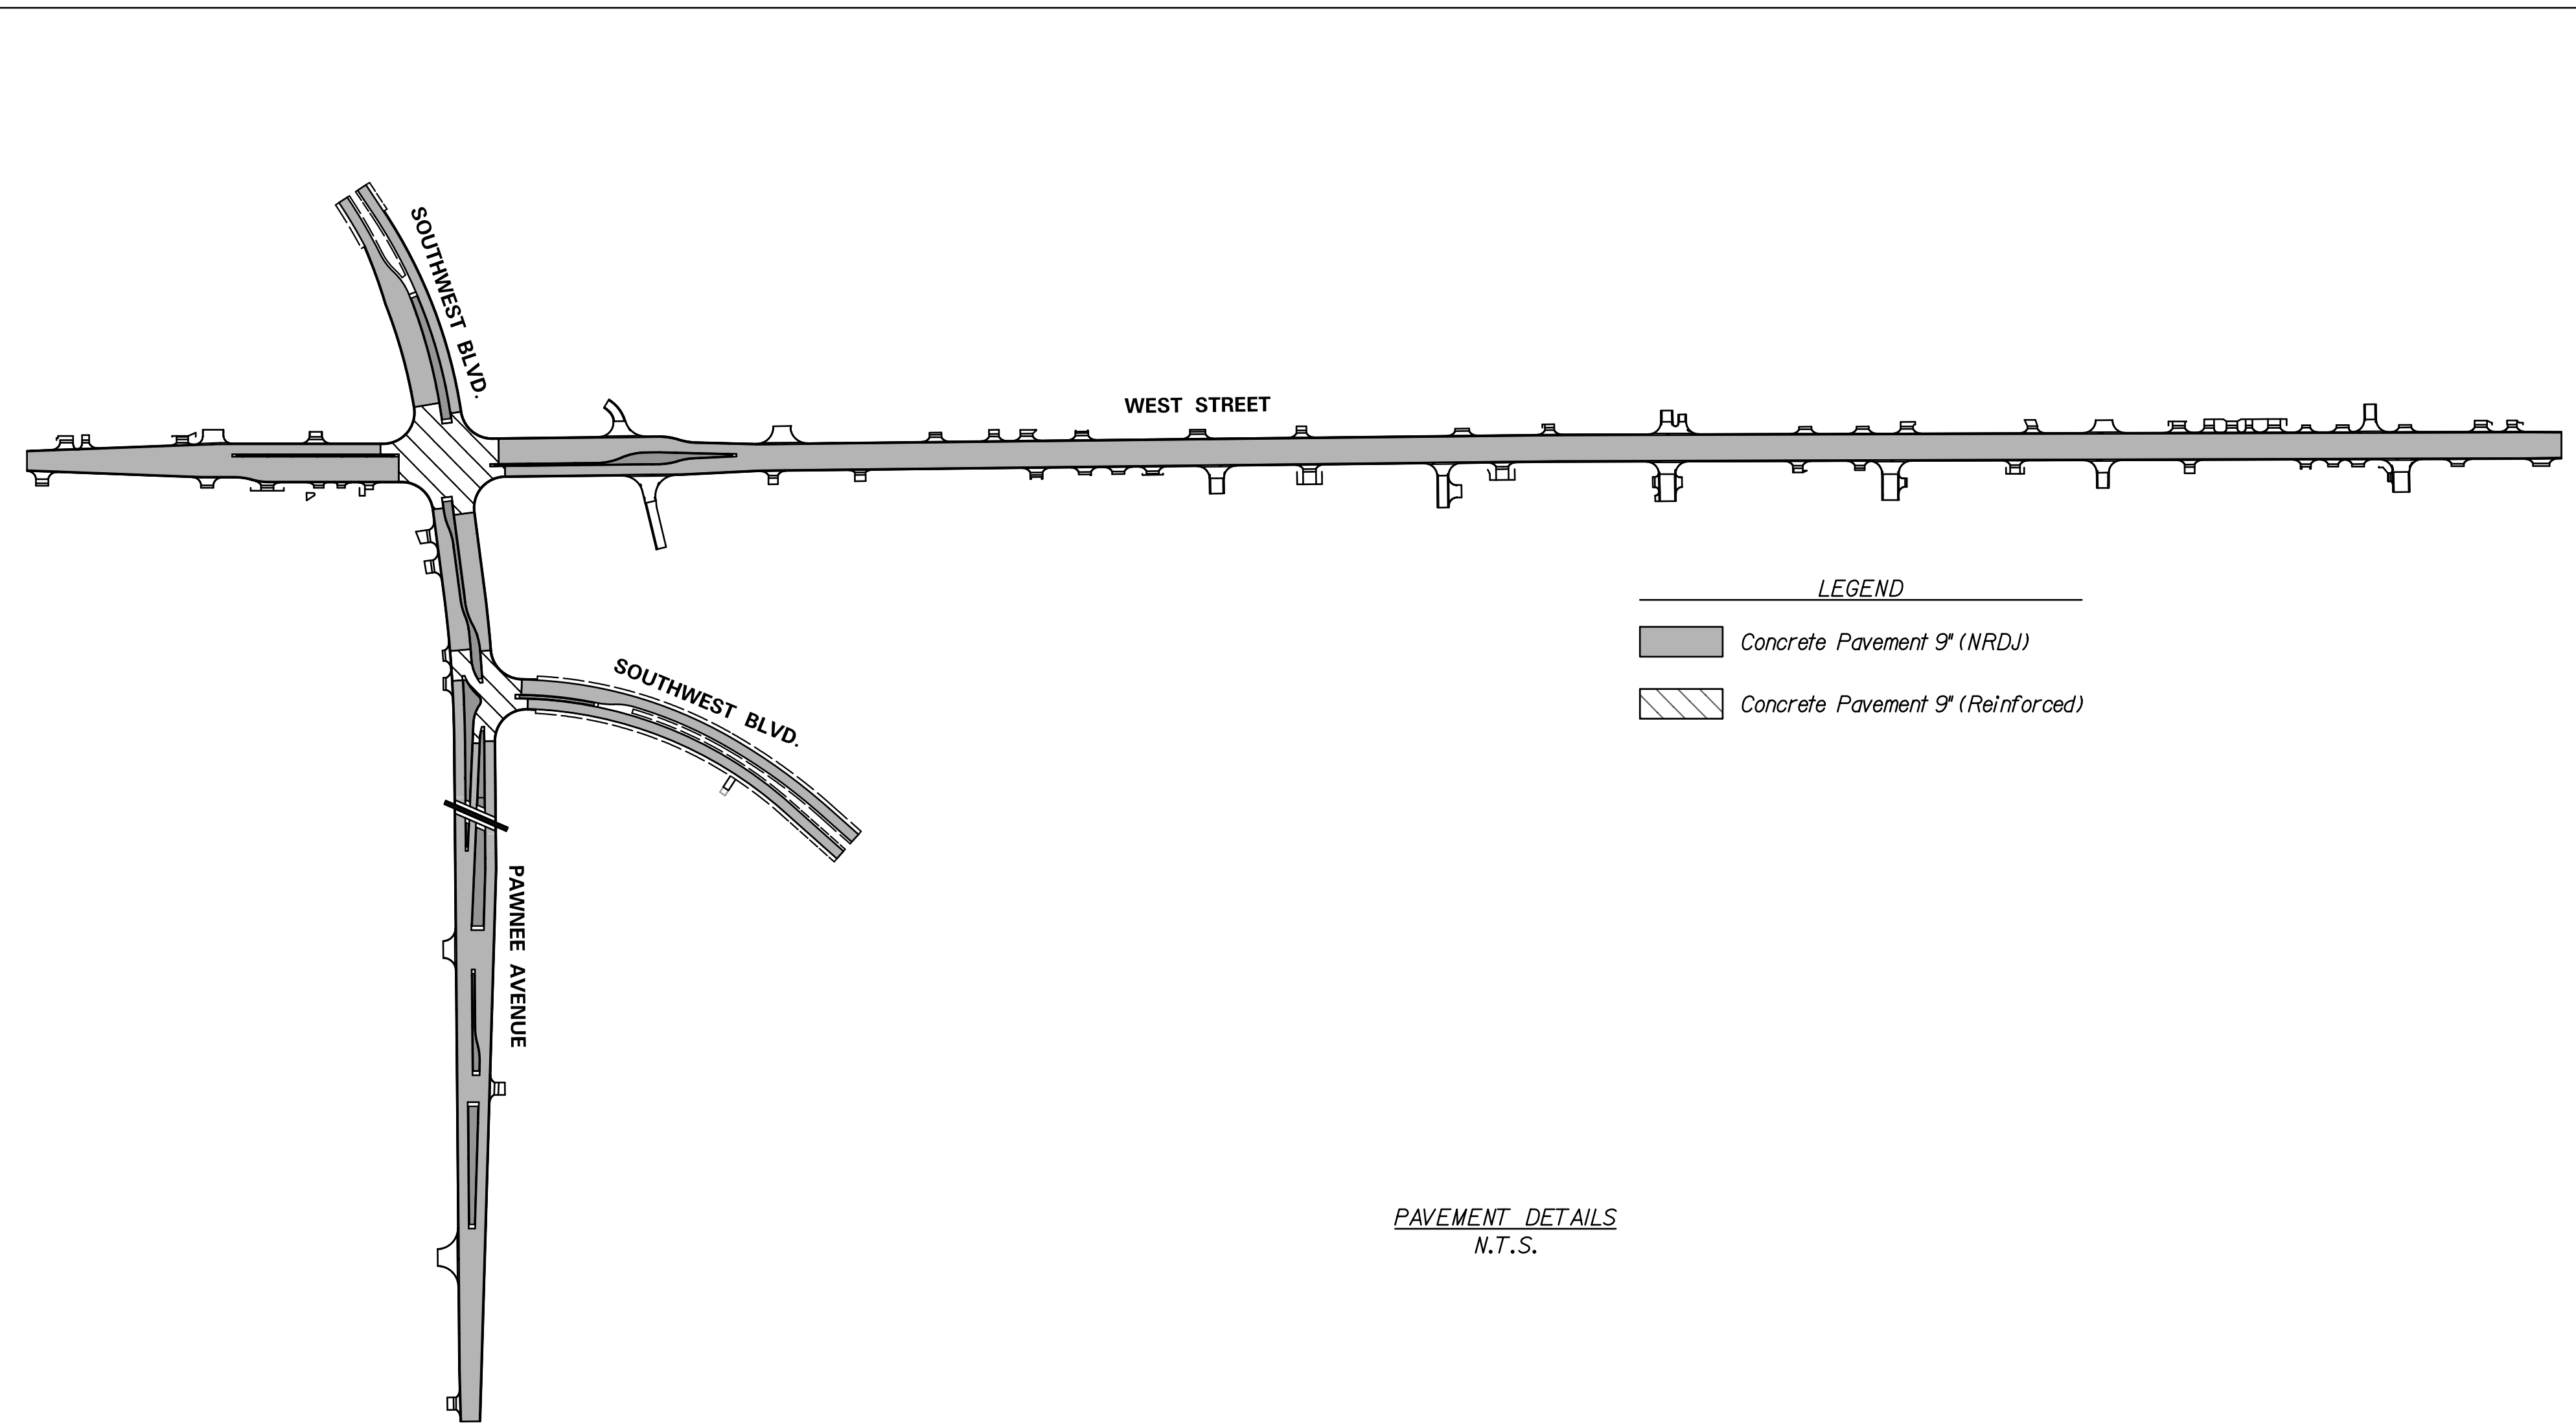 SOUTHWEST BLVD.
WEST STREET
LEGEND
Concrete Pavement 9" (NRDJ)
Concrete Pavement 9" (Reinforced)
SOUTHWEST BLVD.
PAWNEE AVENUE
PAVEMENT DETAILS
N.T.S.